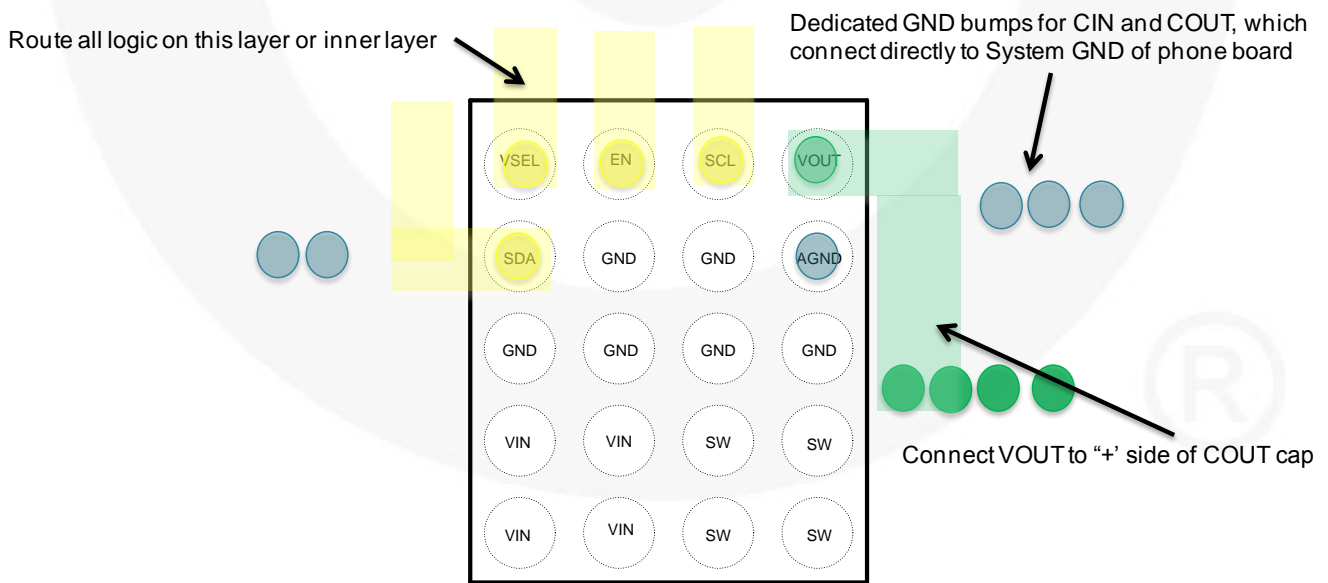 Route all logic on this layer or inner layer
Dedicated GND bumps for CIN and COUT, which
connect directly to System GND of phone board
VSEL EN SCL VOUT
SDA GND GND AGND
GND GND GND GND
VIN VIN SW SW
Connect VOUT to “+’ side of COUT cap
VIN VIN SW SW
®